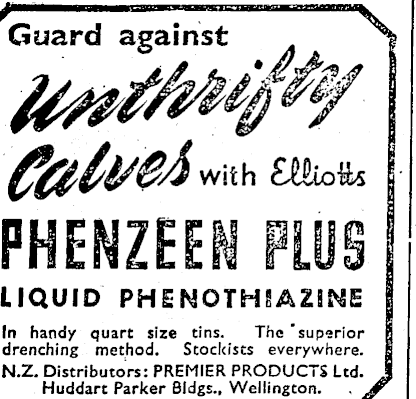 Guard against
Unthrifty
Calves with Elliotts
PHENZEEN PLUS
LIQUID PHENOTHIAZINE
In handy quart size tins. The superior
drenching method. Stockists everywhere.
N.Z. Distributors: PREMIER PRODUCTS Ltd.
Huddart Parker Bldgs., Wellington.